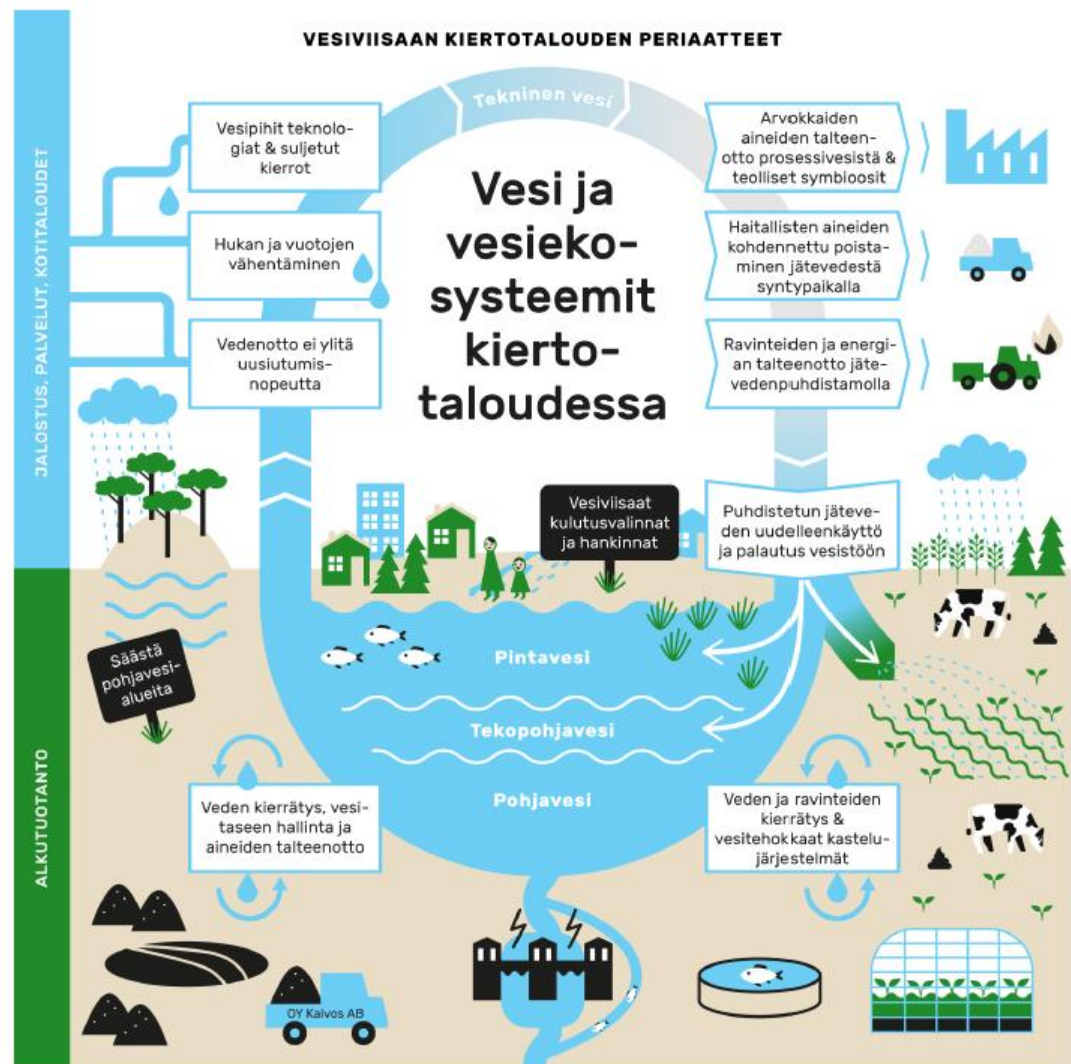 VESIVIISAAN KIERTOTALOUDEN PERIAATTEET
Tekninen vesi
Vesi ja
vesieko-
systeemit
kierto-
taloudessa
JALOSTUS, PALVELUT, KOTITALOUDET
Vesipihit teknolo-
giat & suljetut
kierrot
Hukan ja vuotojen
vähentäminen
Vedenotto ei ylitä
uusiutumis-
nopeutta
Arvokkaiden
aineiden talteen-
otto prosessivesistä &
teolliset symbioosit
Haitallisten aineiden
kohdennettu poista-
minen jätevedestä
syntypaikalla
Ravinteiden ja energi-
an talteenotto jäte-
vedenpuhdistamolla
Vesiviisaat
kulutusvalinnat
ja hankinnat
Puhdistetun jäteve-
den uudelleenkäyttö
ja palautus vesistöön
ALKUTUOTANTO
Säästä
pohjavesi-
alueita
Pintavesi
Tekopohjavesi
Pohjavesi
Veden kierrätys, vesi-
taseen hallinta ja
aineiden talteenotto
Veden ja ravinteiden
kierrätys &
vesitehokkaat kastelu-
järjestelmät
OY Kaivos AB